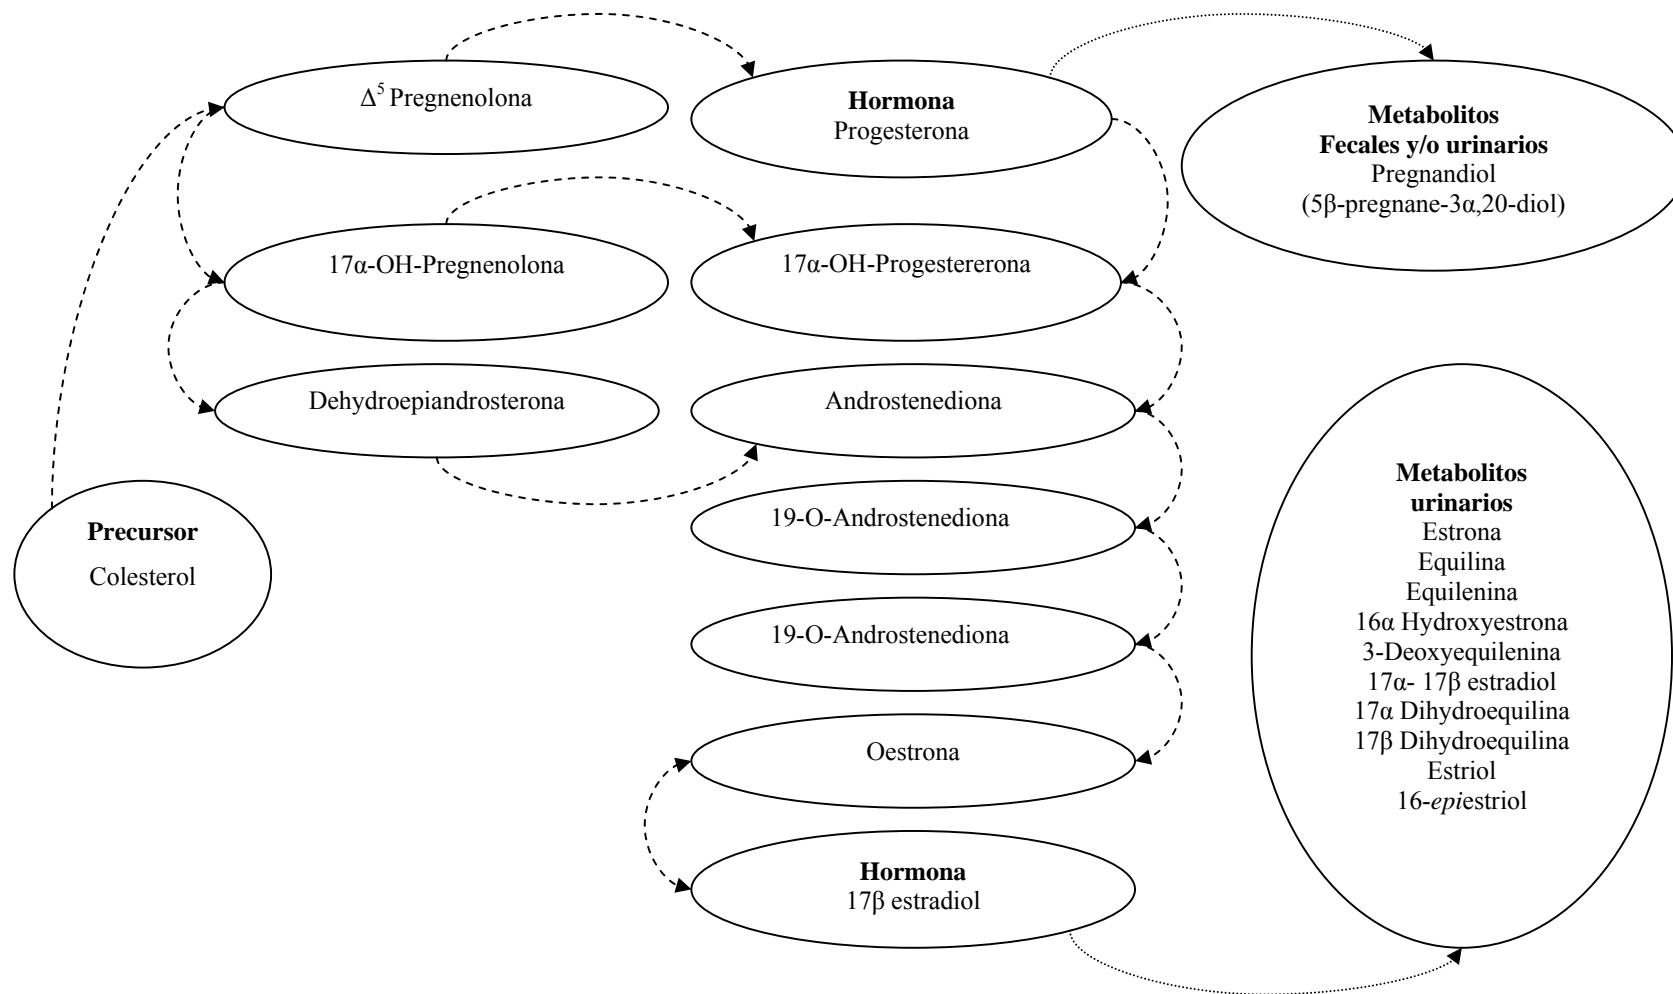 Δ⁵ Pregnenolona
Hormona
Progesterona
Metabolitos
Fecales y/o urinarios
Pregnandiol
(5β-pregnane-3α,20-diol)
17α-OH-Pregnenolona
17α-OH-Progestererona
Dehydroepiandrosterona
Androstenediona
Precursor
Colesterol
19-O-Androstenediona
19-O-Androstenediona
Oestrona
Hormona
17β estradiol
Metabolitos
urinarios
Estrona
Equilina
Equilenina
16α Hydroxyestrona
3-Deoxyequilenina
17α- 17β estradiol
17α Dihydroequilina
17β Dihydroequilina
Estriol
16-epiestriol